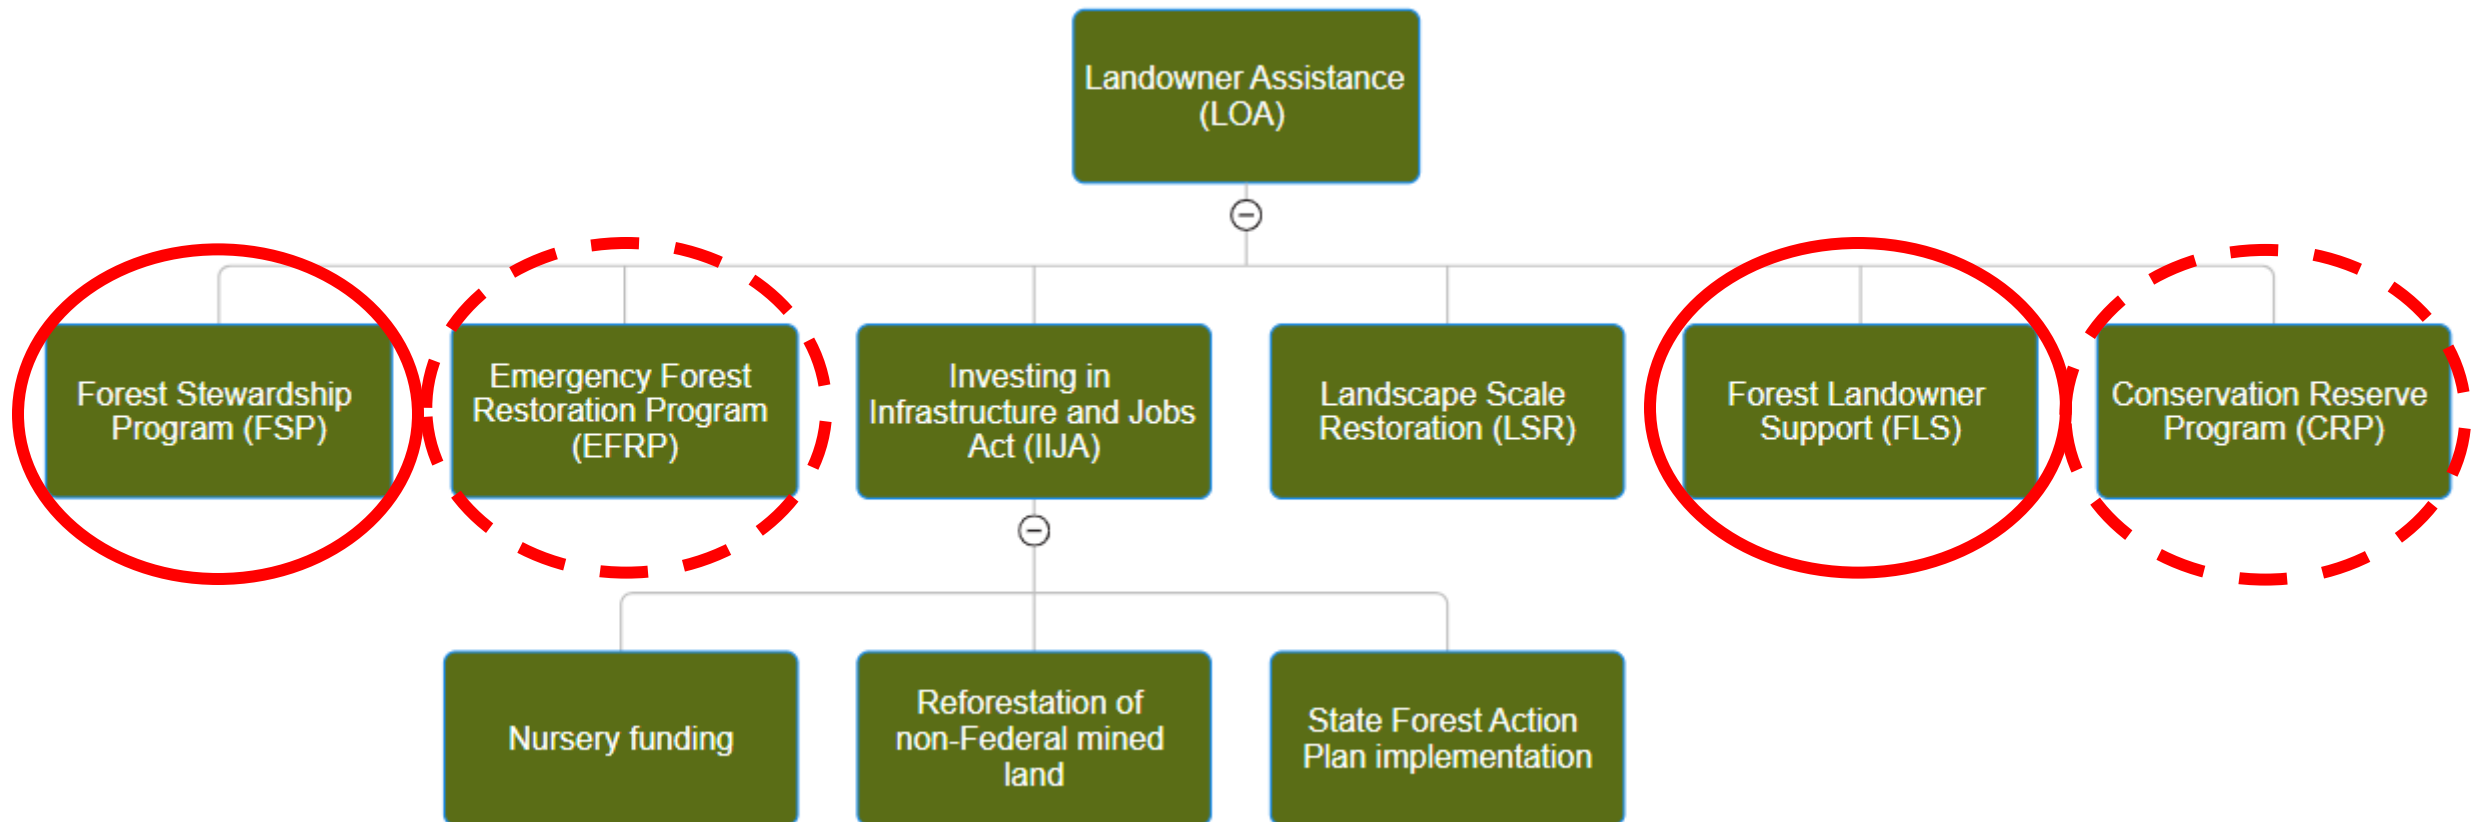 Landowner Assistance
(LOA)
Forest Stewardship
Program (FSP)
Emergency Forest
Restoration Program
(EFRP)
Investing in
Infrastructure and Jobs
Act (IIJA)
Landscape Scale
Restoration (LSR)
Forest Landowner
Support (FLS)
Conservation Reserve
Program (CRP)
Nursery funding
Reforestation of
non-Federal mined
land
State Forest Action
Plan implementation